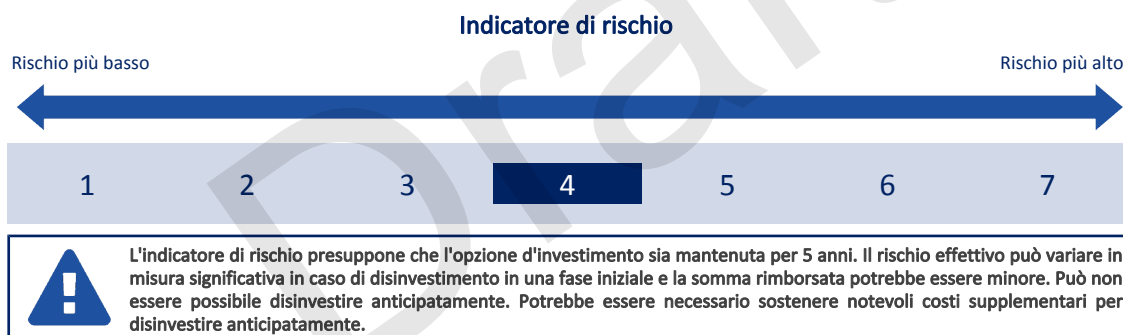 Indicatore di rischio
Rischio più basso
Rischio più alto
1 2 3 4 5 6 7
L'indicatore di rischio presuppone che l'opzione d'investimento sia mantenuta per 5 anni. Il rischio effettivo può variare in
misura significativa in caso di disinvestimento in una fase iniziale e la somma rimborsata potrebbe essere minore. Può non
essere possibile disinvestire anticipatamente. Potrebbe essere necessario sostenere notevoli costi supplementari per
disinvestire anticipatamente.